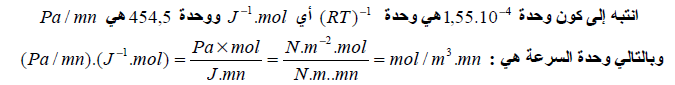 انتبه إلى كون وحدة 1,55.10⁻⁴ هي وحدة (RT)⁻¹ أي J⁻¹.mol ووحدة 454,5 هي Pa / mn
وبالتالي وحدة السرعة هي : (Pa / mn).(J⁻¹.mol) = Pa×mol / J.mn = N.m⁻².mol / N.m..mn = mol / m³.mn